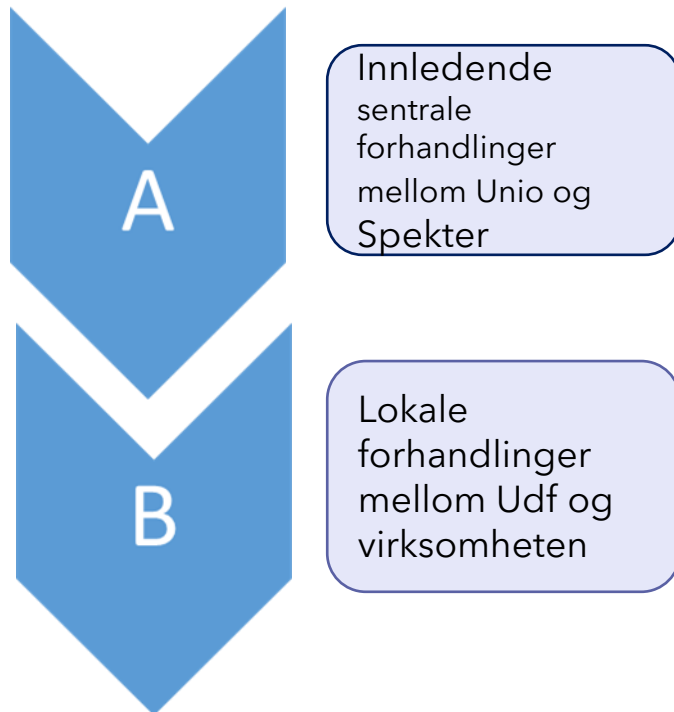 A
Innledende
sentrale
forhandlinger
mellom Unio og
Spekter
B
Lokale
forhandlinger
mellom Udf og
virksomheten